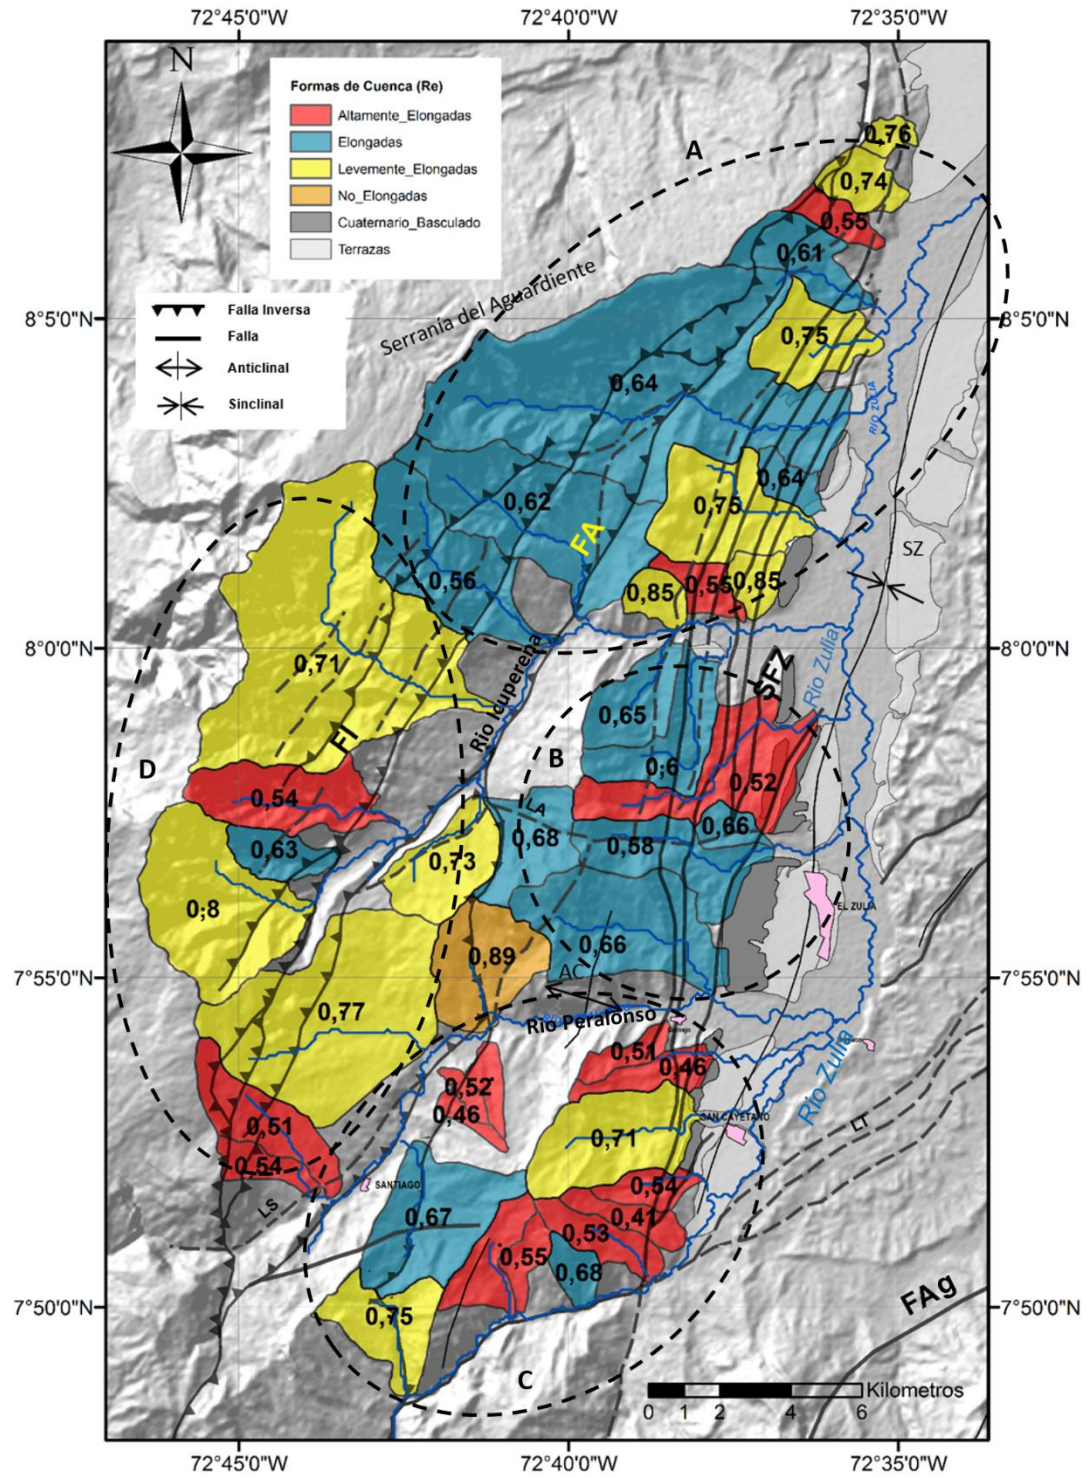 72°45'0"W
72°40'0"W
72°35'0"W
N
Formas de Cuenca (Re)
Altamente_Elongadas
Elongadas
Levemente_Elongadas
No_Elongadas
Cuaternario_Basculado
Terrazas
Falla Inversa
Falla
Anticlinal
Sinclinal
A
0,76
0,74
0,55
0,61
Serranía del Aguardiente
8°5'0"N
8°5'0"N
0,75
0,64
RÍO ZULIA
0,64
0,62
0,75
FA
SZ
0,56
0,85
0,55
0,85
8°0'0"N
8°0'0"N
0,71
Rio Icuperena
SFZ
Río Zulia
0,65
FI
B
D
0;6
0,52
0,54
LA
0,66
0,68
0,58
0,63
0,73
0;8
EL ZULIA
0,66
0,89
AC
7°55'0"N
7°55'0"N
0,77
Rio Peralonso
Río Zulia
0,51
0,46
0,52
0,46
SAN CAYETANO
0,71
LT
0,51
0,54
0,54
SANTIAGO
LS
0,67
0,41
0,53
0,55
0,68
FAg
7°50'0"N
7°50'0"N
0,75
C
Kilometros
0 1 2 4 6
72°45'0"W
72°40'0"W
72°35'0"W